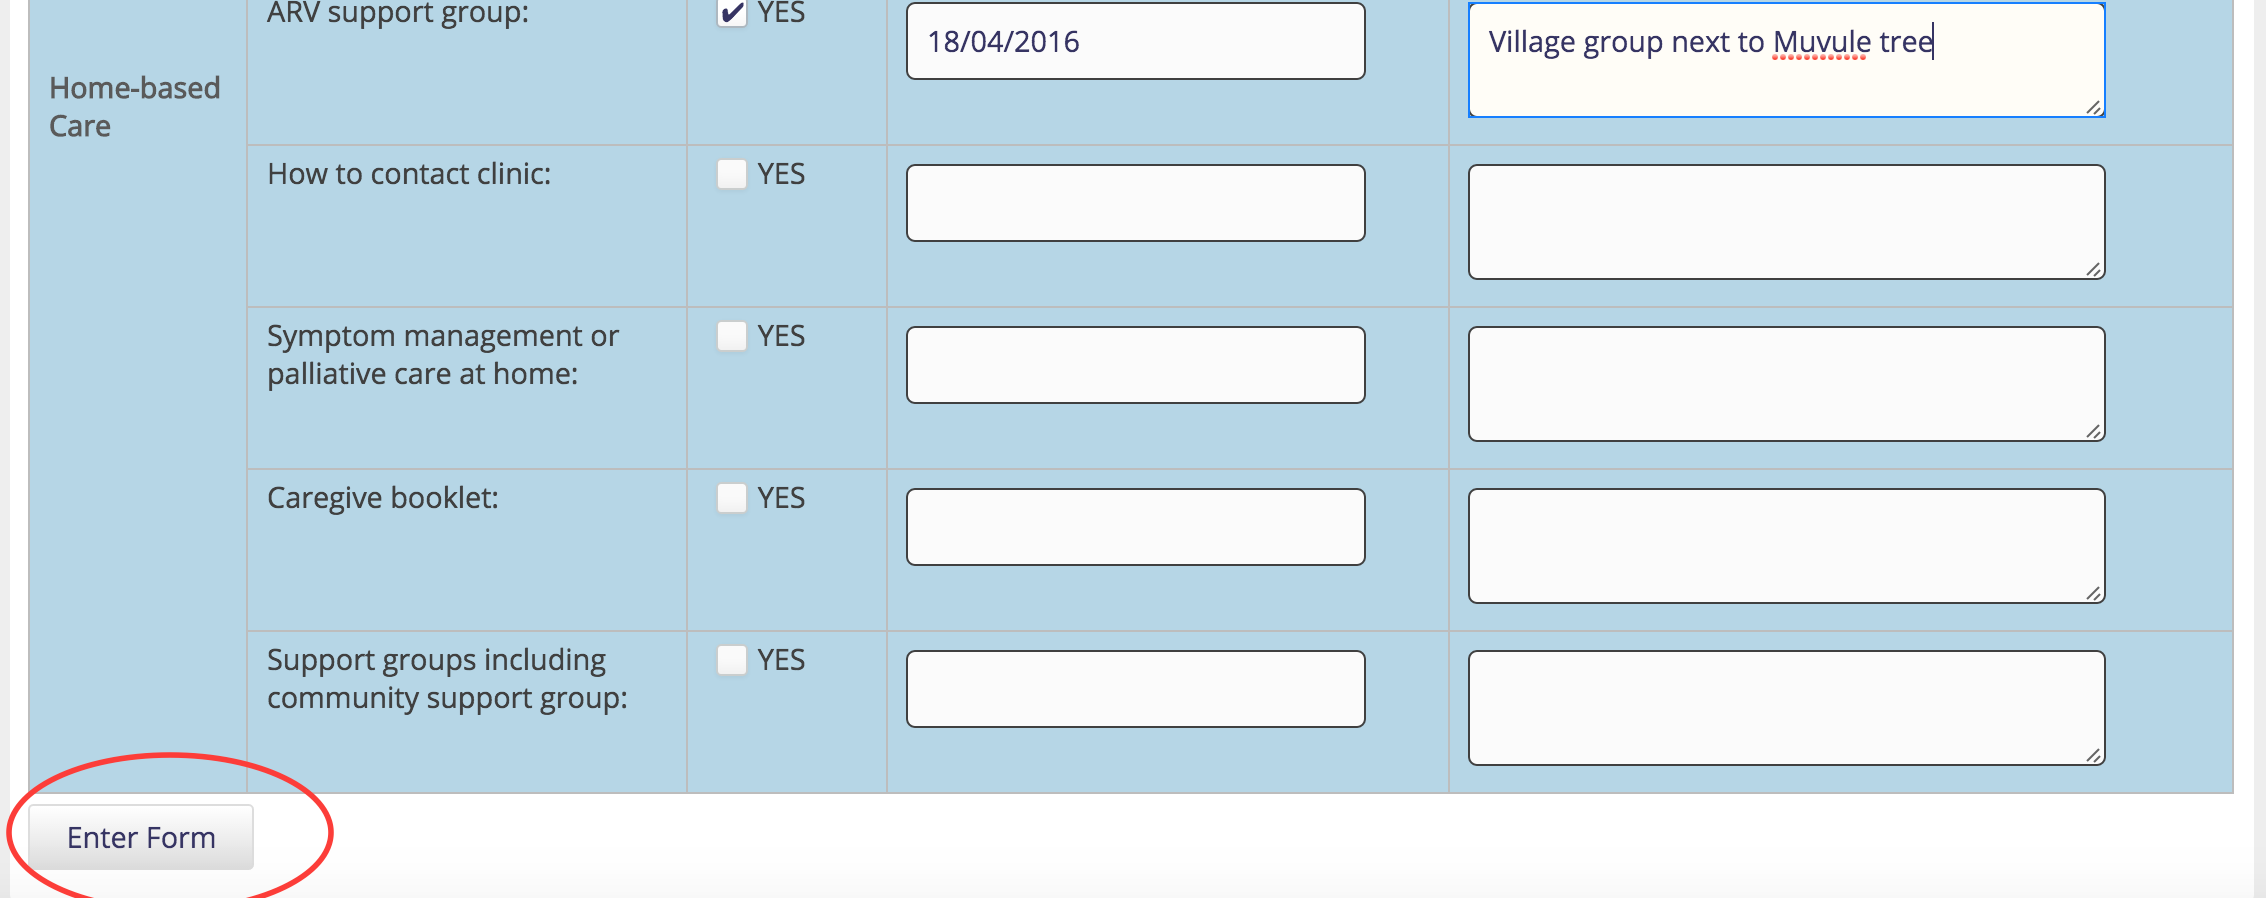 ARV support group:
YES
18/04/2016
Village group next to Muvule tree
Home-based
Care
How to contact clinic:
YES
Symptom management or
palliative care at home:
YES
Caregive booklet:
YES
Support groups including
community support group:
YES
Enter Form